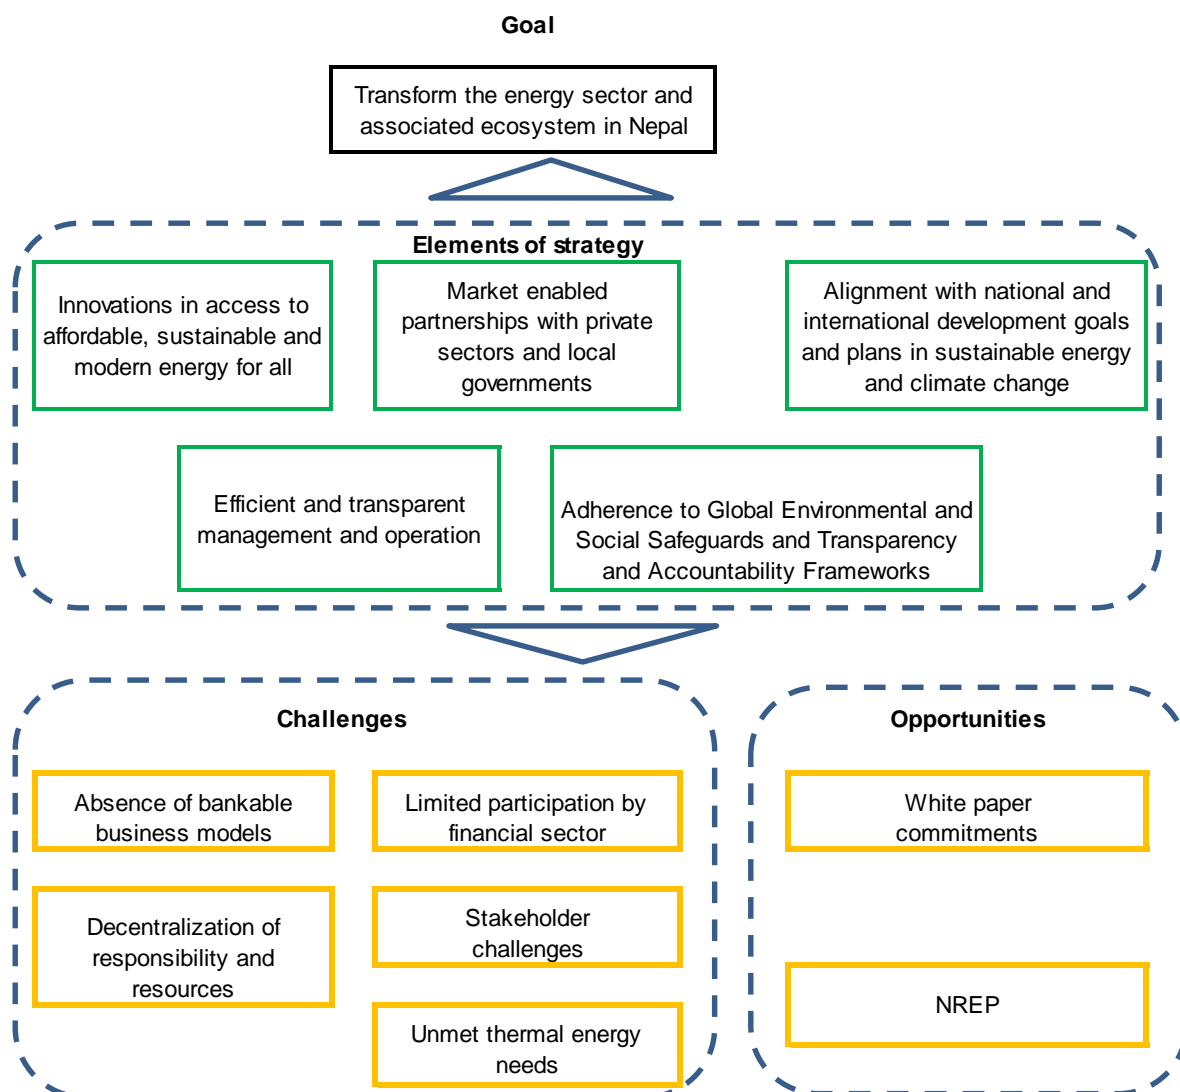 Goal
Transform the energy sector and
associated ecosystem in Nepal
Elements of strategy
Innovations in access to
affordable, sustainable and
modern energy for all
Market enabled
partnerships with private
sectors and local
governments
Alignment with national and
international development goals
and plans in sustainable energy
and climate change
Efficient and transparent
management and operation
Adherence to Global Environmental and
Social Safeguards and Transparency
and Accountability Frameworks
Challenges
Absence of bankable
business models
Limited participation by
financial sector
Decentralization of
responsibility and
resources
Stakeholder
challenges
Unmet thermal energy
needs
Opportunities
White paper
commitments
NREP